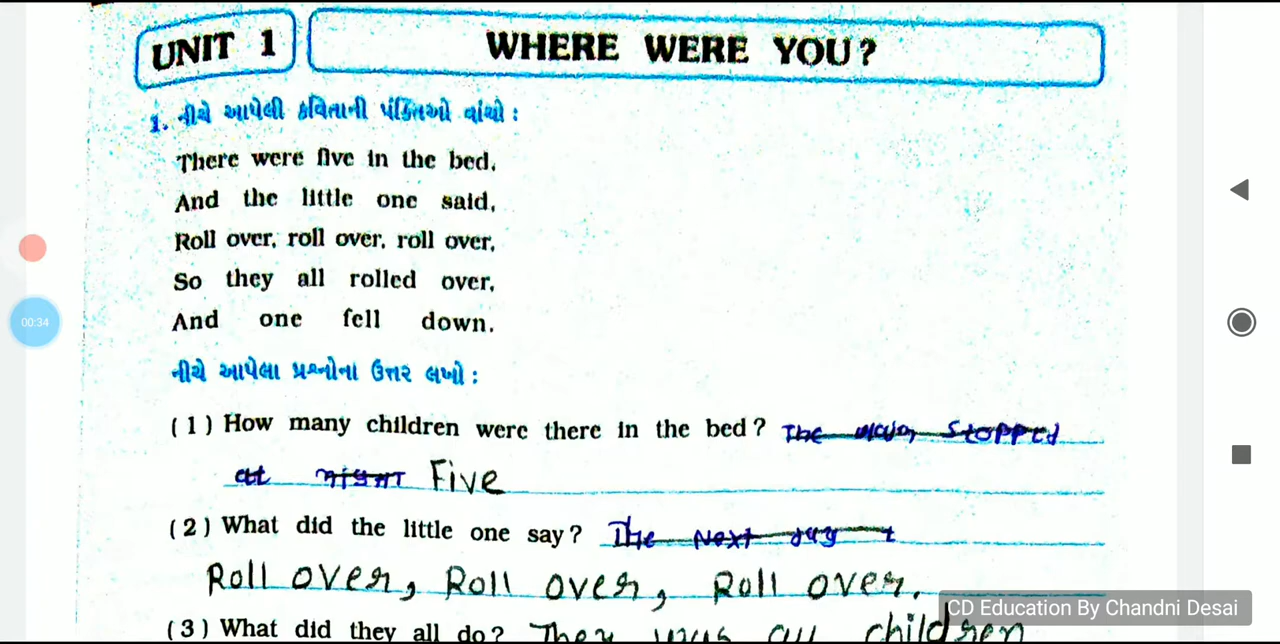 UNIT 1 WHERE WERE YOU?
1. નીચે આપેલી કવિતાની પંક્તિઓ વાંચો :
There were five in the bed,
And the little one said,
Roll over, roll over, roll over,
So they all rolled over,
And one fell down.
નીચે આપેલા પ્રશ્નોના ઉત્તર લખો :
(1) How many children were there in the bed? The stopped
at Five
(2) What did the little one say? The Next
Roll over, Roll over, Roll over.
(3) What did they all do? They all children
00:34
CD Education By Chandni Desai